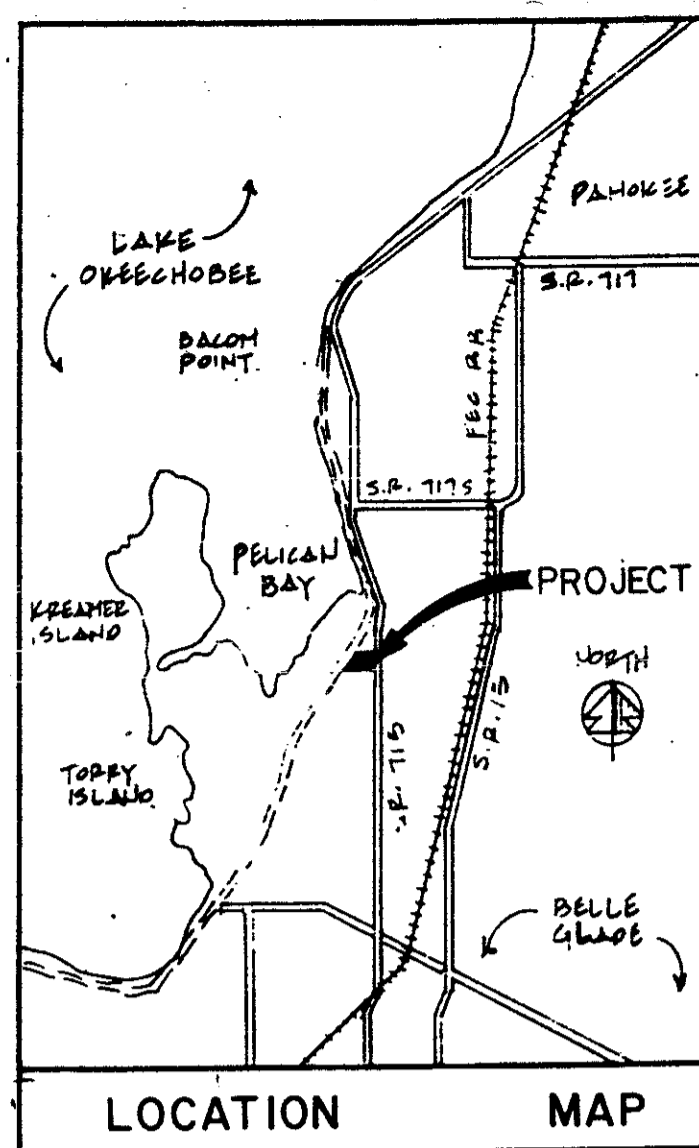 PAHOKEE
LAKE
OKEECHOBEE
S.R. 717
BACOM
POINT
FEC RR
S.R. 717 S
PELICAN
BAY
PROJECT
KREAMER
ISLAND
NORTH
S.R. 15
TORRY
ISLAND
S.R. 715
BELLE
GLADE
LOCATION MAP